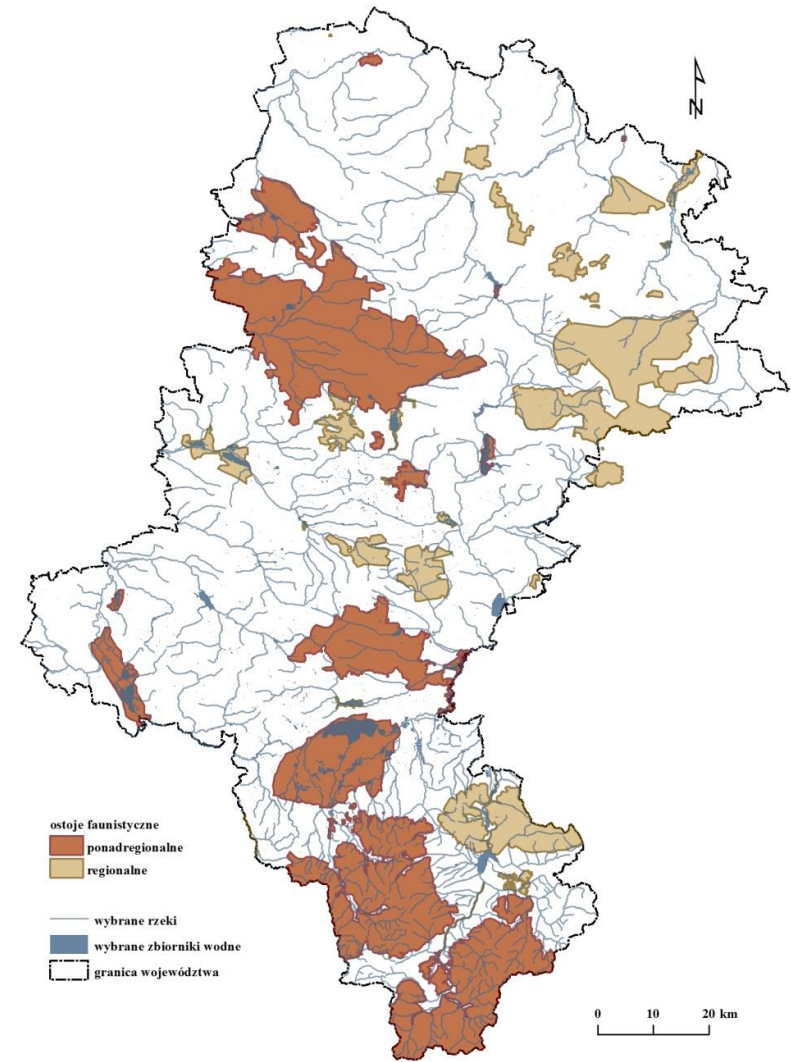 N
ostoje faunistyczne
ponadregionalne
regionalne
wybrane rzeki
wybrane zbiorniki wodne
granica województwa
0 10 20 km